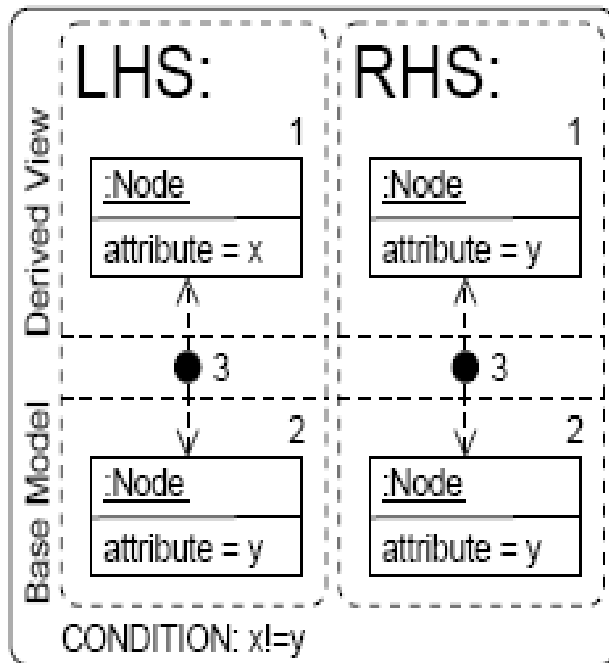 LHS:
RHS:
Derived View
1
:Node
attribute = x
1
:Node
attribute = y
3
3
Base Model
2
:Node
attribute = y
2
:Node
attribute = y
CONDITION: x!=y